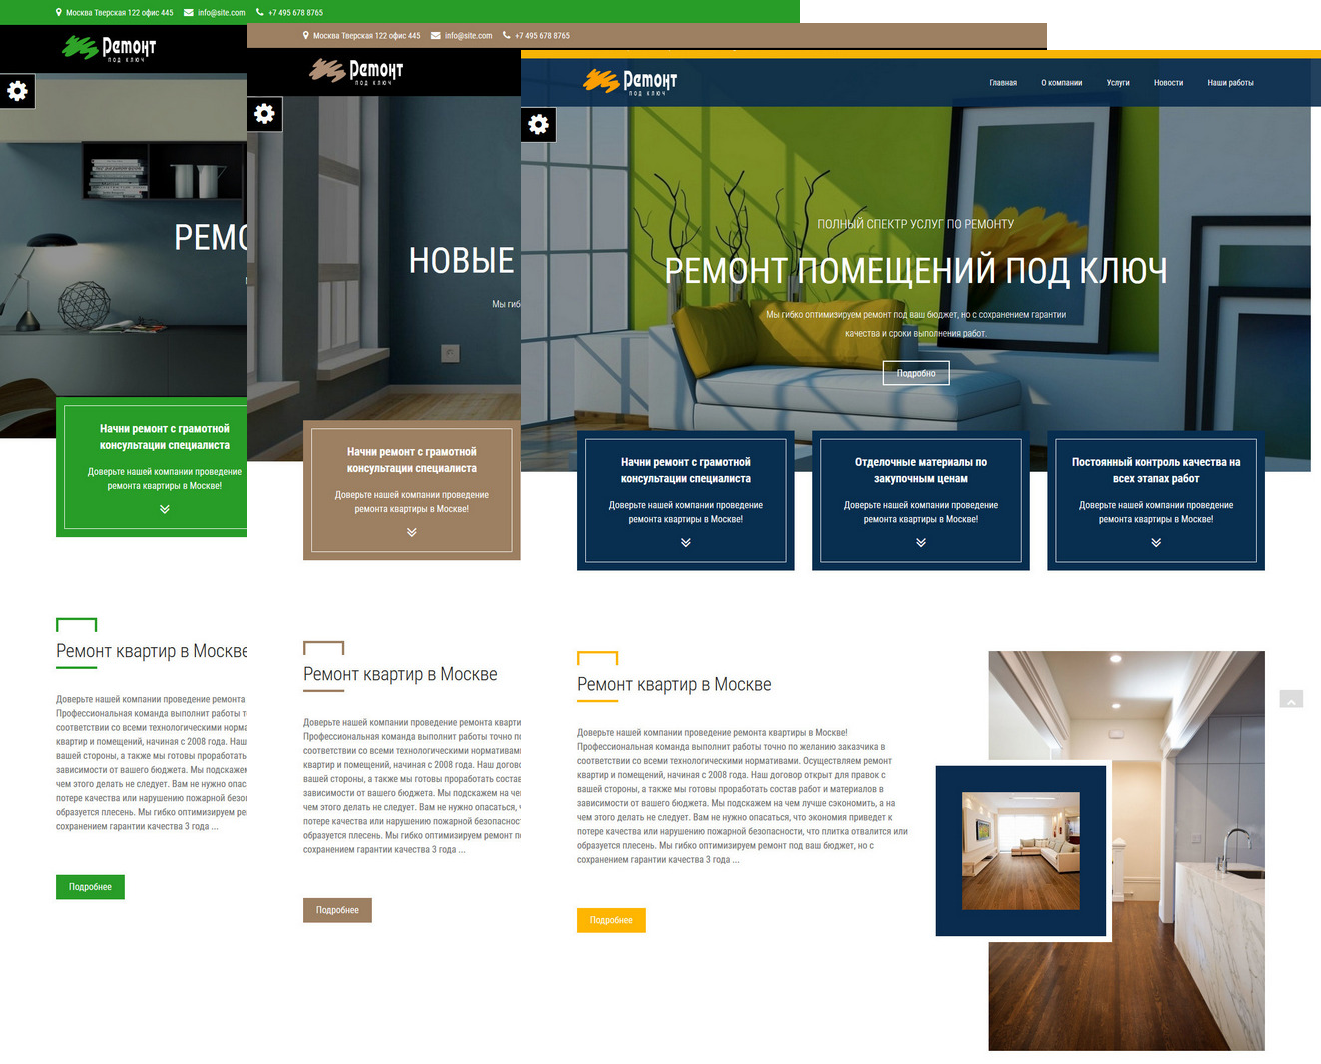 Москва Тверская 122 офис 445 info@site.com +7 495 678 8765
Ремонт
под ключ
РЕМО
Начни ремонт с грамотной
консультации специалиста
Доверьте нашей компании проведение
ремонта квартиры в Москве!
Ремонт квартир в Москве
Доверьте нашей компании проведение ремонта
Профессиональная команда выполнит работы т
соответствии со всеми технологическими норма
квартир и помещений, начиная с 2008 года. Наш
вашей стороны, а также мы готовы проработать
зависимости от вашего бюджета. Мы подскажем
чем этого делать не следует. Вам не нужно опас
потере качества или нарушению пожарной безо
образуется плесень. Мы гибко оптимизируем ре
сохранением гарантии качества 3 года ...
Подробнее
Москва Тверская 122 офис 445 info@site.com +7 495 678 8765
Ремонт
под ключ
НОВЫЕ
Мы гиб
Начни ремонт с грамотной
консультации специалиста
Доверьте нашей компании проведение
ремонта квартиры в Москве!
Ремонт квартир в Москве
Доверьте нашей компании проведение ремонта кварти
Профессиональная команда выполнит работы точно по
соответствии со всеми технологическими нормативам
квартир и помещений, начиная с 2008 года. Наш догово
вашей стороны, а также мы готовы проработать состав
зависимости от вашего бюджета. Мы подскажем на че
чем этого делать не следует. Вам не нужно опасаться, ч
потере качества или нарушению пожарной безопаснос
образуется плесень. Мы гибко оптимизируем ремонт п
сохранением гарантии качества 3 года ...
Подробнее
Ремонт
под ключ
Главная О компании Услуги Новости Наши работы
ПОЛНЫЙ СПЕКТР УСЛУГ ПО РЕМОНТУ
РЕМОНТ ПОМЕЩЕНИЙ ПОД КЛЮЧ
Мы гибко оптимизируем ремонт под ваш бюджет, но с сохранением гарантии
качества и сроки выполнения работ.
Подробно
Начни ремонт с грамотной
консультации специалиста
Доверьте нашей компании проведение
ремонта квартиры в Москве!
Отделочные материалы по
закупочным ценам
Доверьте нашей компании проведение
ремонта квартиры в Москве!
Постоянный контроль качества на
всех этапах работ
Доверьте нашей компании проведение
ремонта квартиры в Москве!
Ремонт квартир в Москве
Доверьте нашей компании проведение ремонта квартиры в Москве!
Профессиональная команда выполнит работы точно по желанию заказчика в
соответствии со всеми технологическими нормативами. Осуществляем ремонт
квартир и помещений, начиная с 2008 года. Наш договор открыт для правок с
вашей стороны, а также мы готовы проработать состав работ и материалов в
зависимости от вашего бюджета. Мы подскажем на чем лучше сэкономить, а на
чем этого делать не следует. Вам не нужно опасаться, что экономия приведет к
потере качества или нарушению пожарной безопасности, что плитка отвалится или
образуется плесень. Мы гибко оптимизируем ремонт под ваш бюджет, но с
сохранением гарантии качества 3 года ...
Подробнее